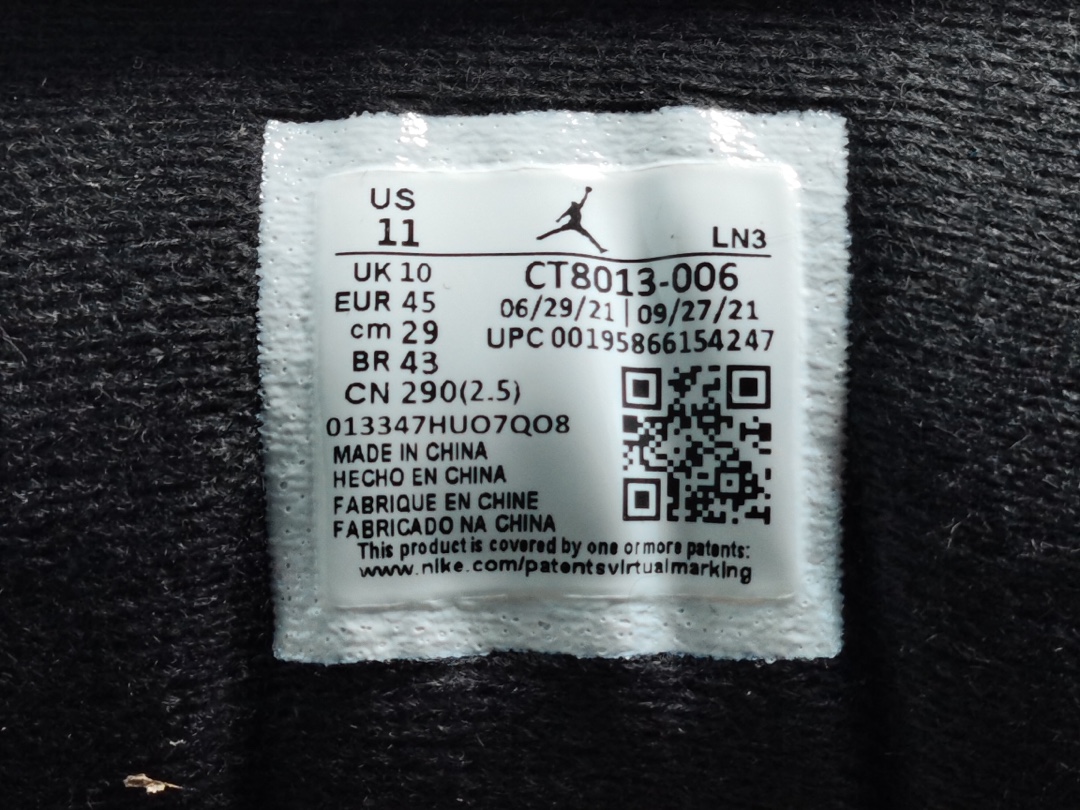 US
11
LN3
UK 10
EUR 45
cm 29
BR 43
CN 290(2.5)
CT8013-006
06/29/21 | 09/27/21
UPC 00195866154247
013347HUO7QO8
MADE IN CHINA
HECHO EN CHINA
FABRIQUE EN CHINE
FABRICADO NA CHINA
This product is covered by one or more patents:
www.nike.com/patentsvirtualmarking